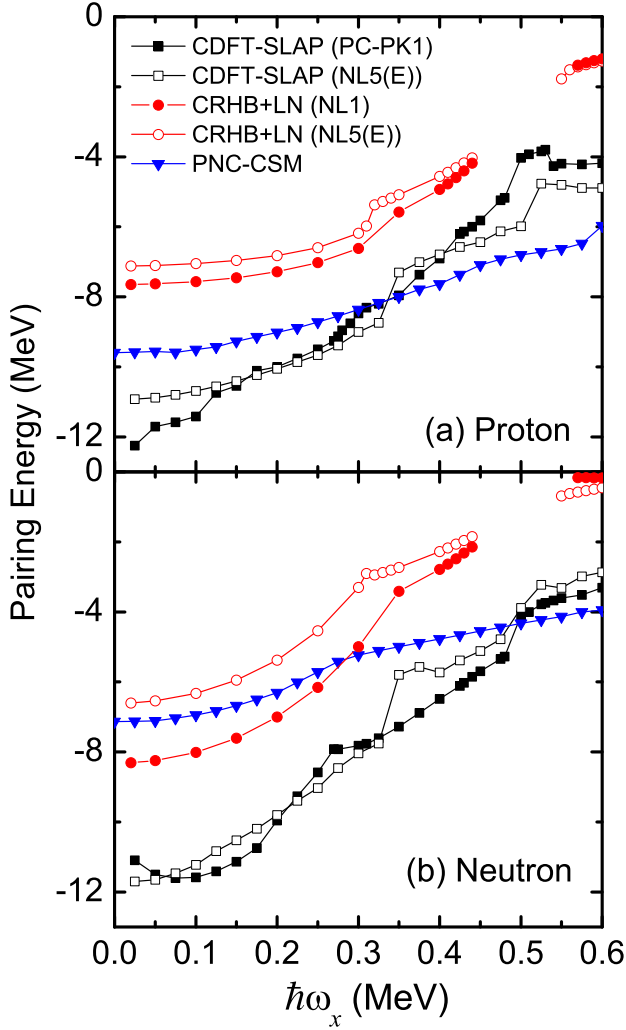 0
CDFT-SLAP (PC-PK1)
CDFT-SLAP (NL5(E))
CRHB+LN (NL1)
CRHB+LN (NL5(E))
PNC-CSM
-4
-8
-12
(a) Proton
Pairing Energy (MeV)
0
-4
-8
-12
(b) Neutron
0.0 0.1 0.2 0.3 0.4 0.5 0.6
ħωₓ (MeV)